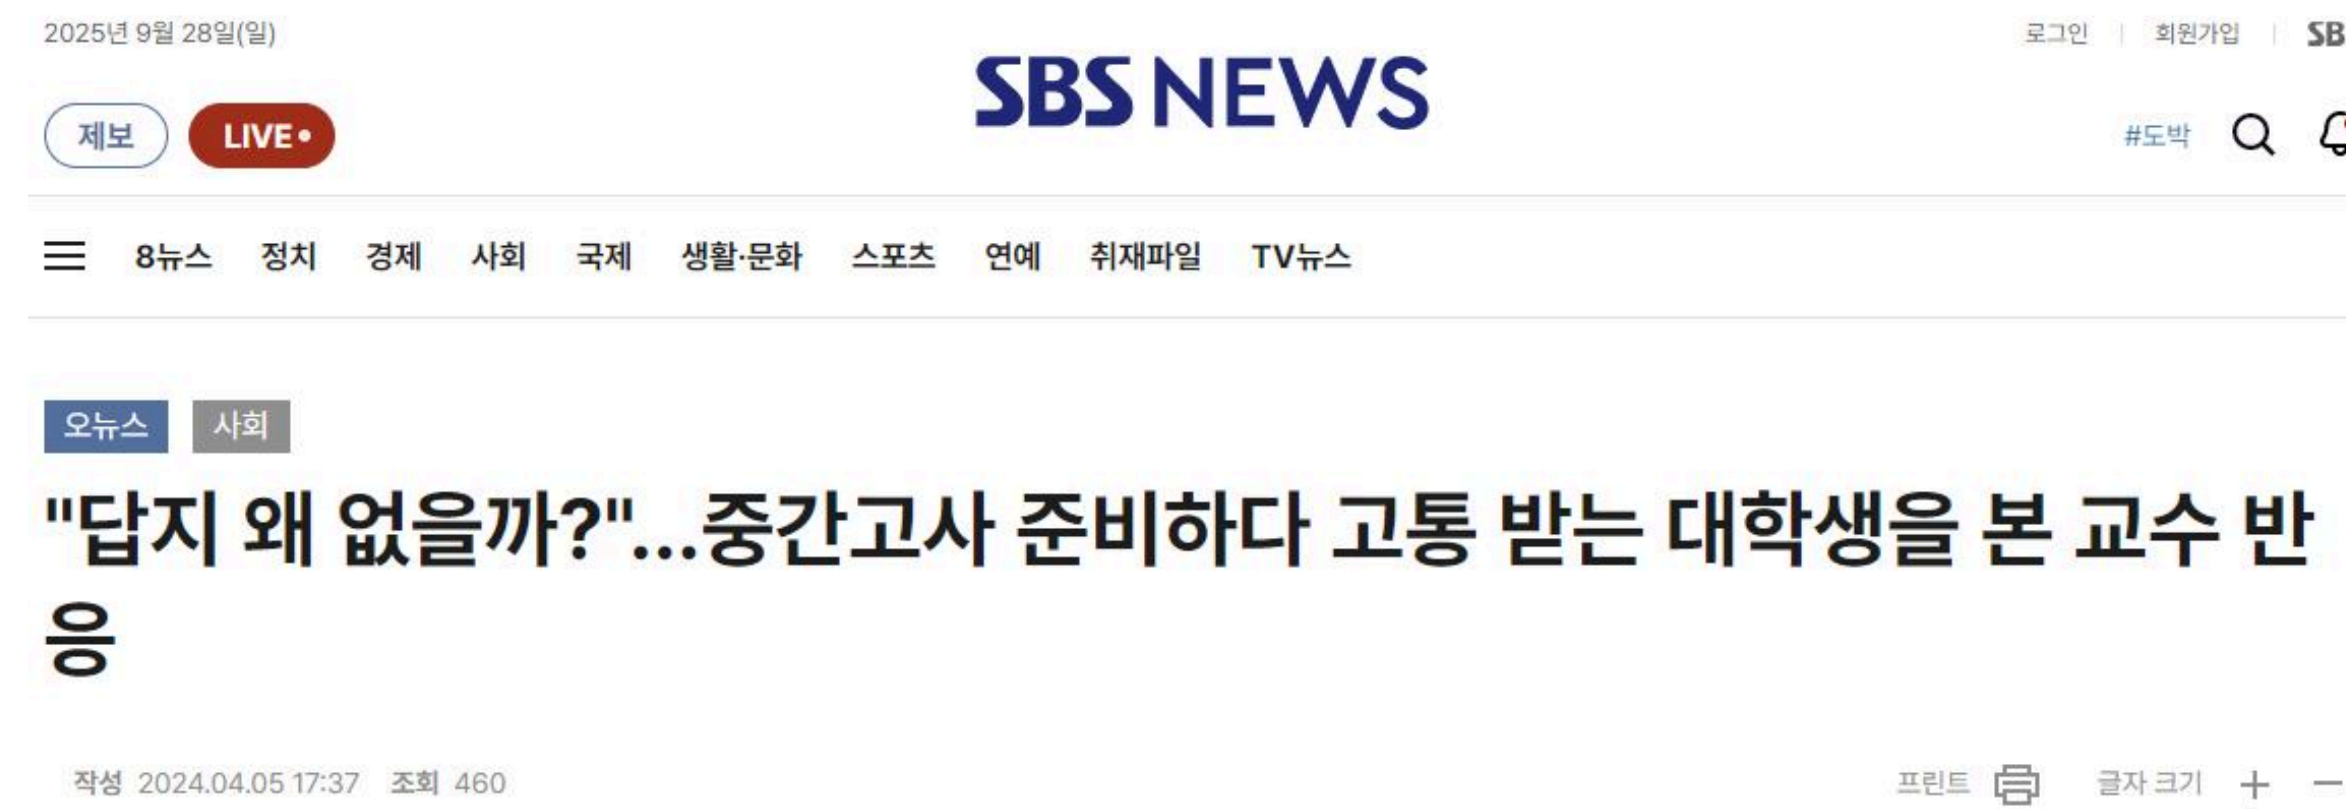 2025년 9월 28일(일)
로그인 회원가입 SB
SBS NEWS
제보 LIVE
#도박
8뉴스 정치 경제 사회 국제 생활·문화 스포츠 연예 취재파일 TV뉴스
오뉴스 사회
"답지 왜 없을까?"...중간고사 준비하다 고통 받는 대학생을 본 교수 반
응
작성 2024.04.05 17:37 조회 460
프린트 글자 크기 + −